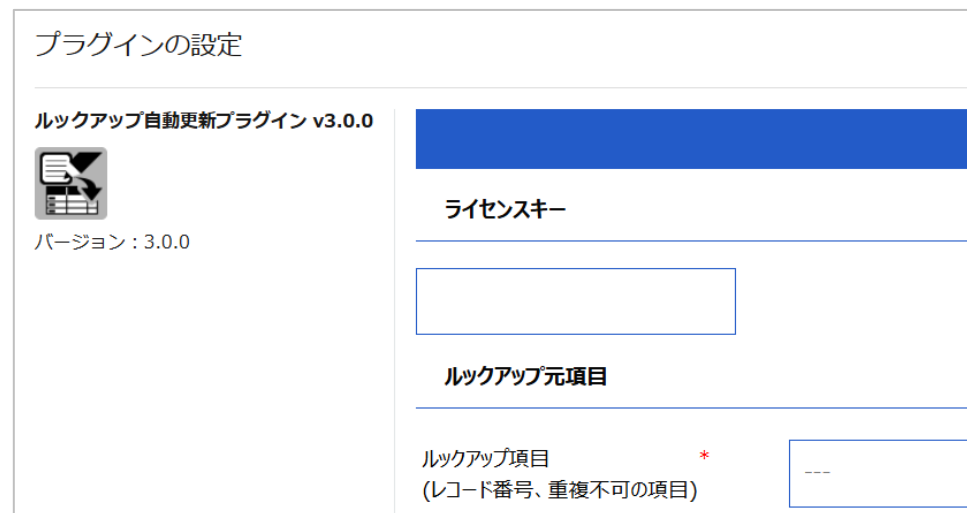 プラグインの設定
ルックアップ自動更新プラグイン v3.0.0
バージョン : 3.0.0
ライセンスキー
ルックアップ元項目
ルックアップ項目 *
(レコード番号、重複不可の項目)
---